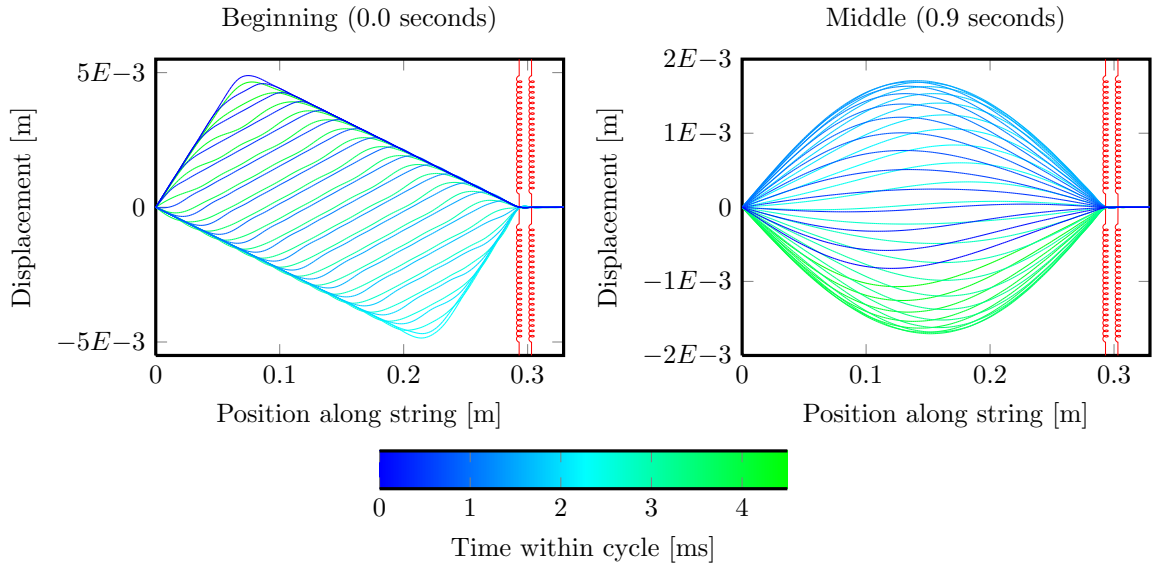 Beginning (0.0 seconds)
Displacement [m]
5E−3
0
−5E−3
0
0.1
0.2
0.3
Position along string [m]
Middle (0.9 seconds)
Displacement [m]
2E−3
1E−3
0
−1E−3
−2E−3
0
0.1
0.2
0.3
Position along string [m]
0
1
2
3
4
Time within cycle [ms]